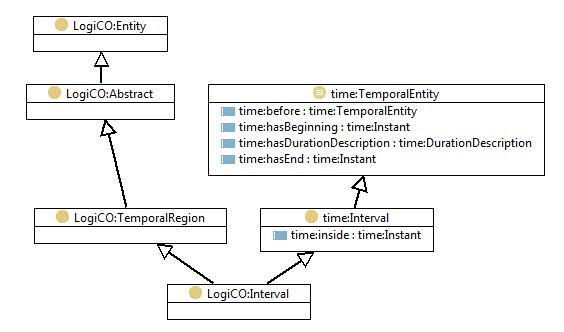 LogiCO:Entity
LogiCO:Abstract
time:TemporalEntity
time:before : time:TemporalEntity
time:hasBeginning : time:Instant
time:hasDurationDescription : time:DurationDescription
time:hasEnd : time:Instant
LogiCO:TemporalRegion
time:Interval
time:inside : time:Instant
LogiCO:Interval